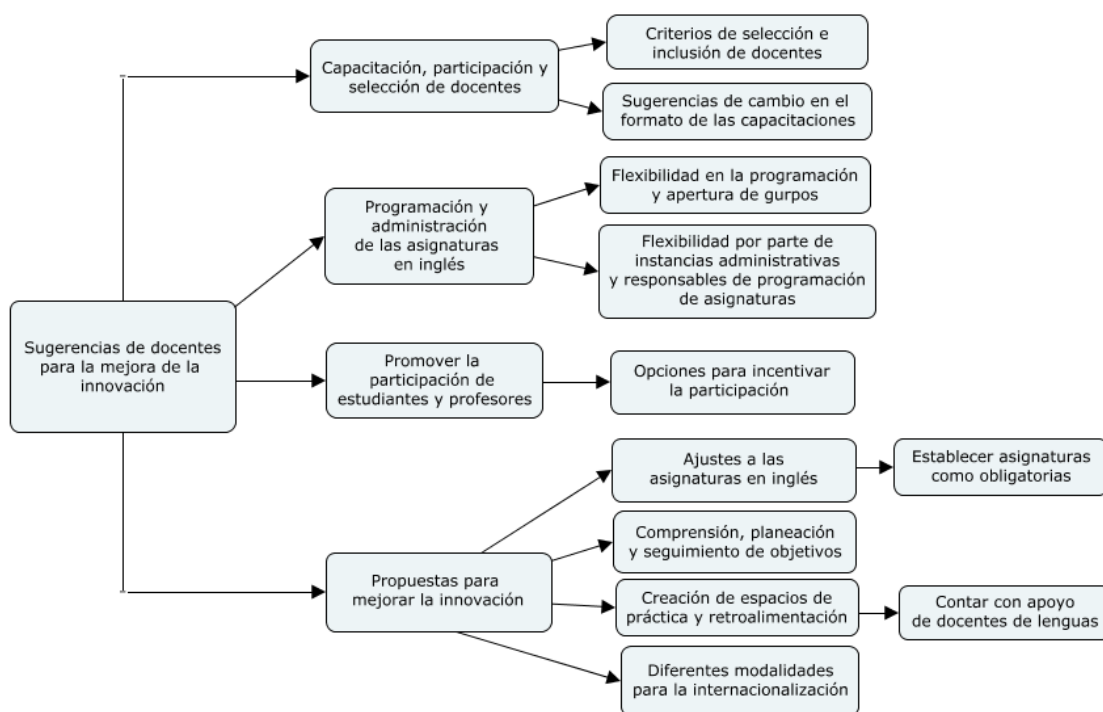 Sugerencias de docentes
para la mejora de la
innovación
Capacitación, participación y
selección de docentes
Criterios de selección e
inclusión de docentes
Sugerencias de cambio en el
formato de las capacitaciones
Programación y
administración
de las asignaturas
en inglés
Flexibilidad en la programación
y apertura de gurpos
Flexibilidad por parte de
instancias administrativas
y responsables de programación
de asignaturas
Promover la
participación de
estudiantes y profesores
Opciones para incentivar
la participación
Propuestas para
mejorar la innovación
Ajustes a las
asignaturas en inglés
Establecer asignaturas
como obligatorias
Comprensión, planeación
y seguimiento de objetivos
Creación de espacios de
práctica y retroalimentación
Contar con apoyo
de docentes de lenguas
Diferentes modalidades
para la internacionalización